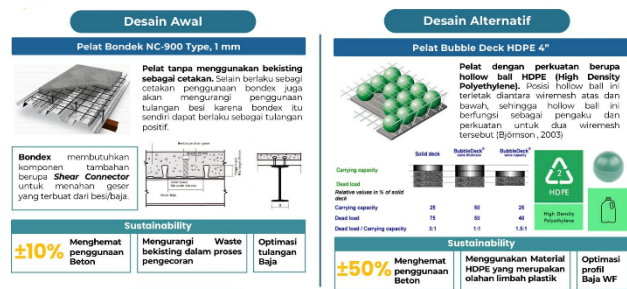 Desain Awal
Pelat Bondek NC-900 Type, 1 mm
Pelat tanpa menggunakan bekisting
sebagai cetakan. Selain berlaku sebagi
cetakan penggunaan bondex juga
akan mengurangi penggunaan
tulangan besi karena bondex itu
sendiri dapat berlaku sebagai tulangan
positif.
Bondex membutuhkan
komponen tambahan
berupa Shear Connector
untuk menahan geser
yang terbuat dari besi/baja.
Sustainability
±10%
Menghemat
penggunaan
Beton
Mengurangi Waste
bekisting dalam proses
pengecoran
Optimasi
tulangan
Baja
Desain Alternatif
Pelat Bubble Deck HDPE 4”
Pelat dengan perkuatan berupa
hollow ball HDPE (High Density
Polyethylene). Posisi hollow ball ini
terletak diantara wiremesh atas dan
bawah, sehingga hollow ball ini
berfungsi sebagai pengaku dan
perkuatan untuk dua wiremesh
tersebut (Björnson, 2003)
Solid deck BubbleDeck® BubbleDeck®
same thickness same capacity
Carrying capacity
Dead load
Relative values in % of solid
deck
Carrying capacity 25 50 25
Dead load 75 50 40
Dead load / Carrying capacity 3:1 1:1 1.5:1
2
HDPE
High Density
Polyethylene
Sustainability
±50%
Menghemat
penggunaan
Beton
Menggunakan Material
HDPE yang merupakan
olahan limbah plastik
Optimasi
profil
Baja WF